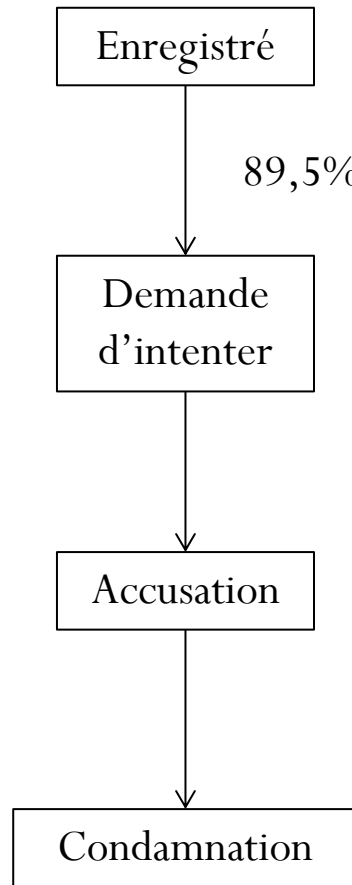 Enregistré
89,5%
Demande
d'intenter
Accusation
Condamnation